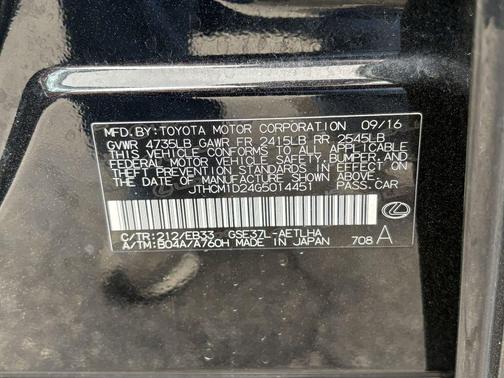 MFD.BY:TOYOTA MOTOR CORPORATION 09/16
GVWR 4735LB GAWR FR 2415LB RR 2545LB
THIS VEHICLE CONFORMS TO ALL APPLICABLE
FEDERAL MOTOR VEHICLE SAFETY, BUMPER, AND
THEFT PREVENTION STANDARDS IN EFFECT ON
THE DATE OF MANUFACTURE SHOWN ABOVE.
JTHCM1D24G5014451 PASS.CAR
C/TR:212/EB33 GSE37L-AETLHA
A/TM:B04A/A760H MADE IN JAPAN 708 A